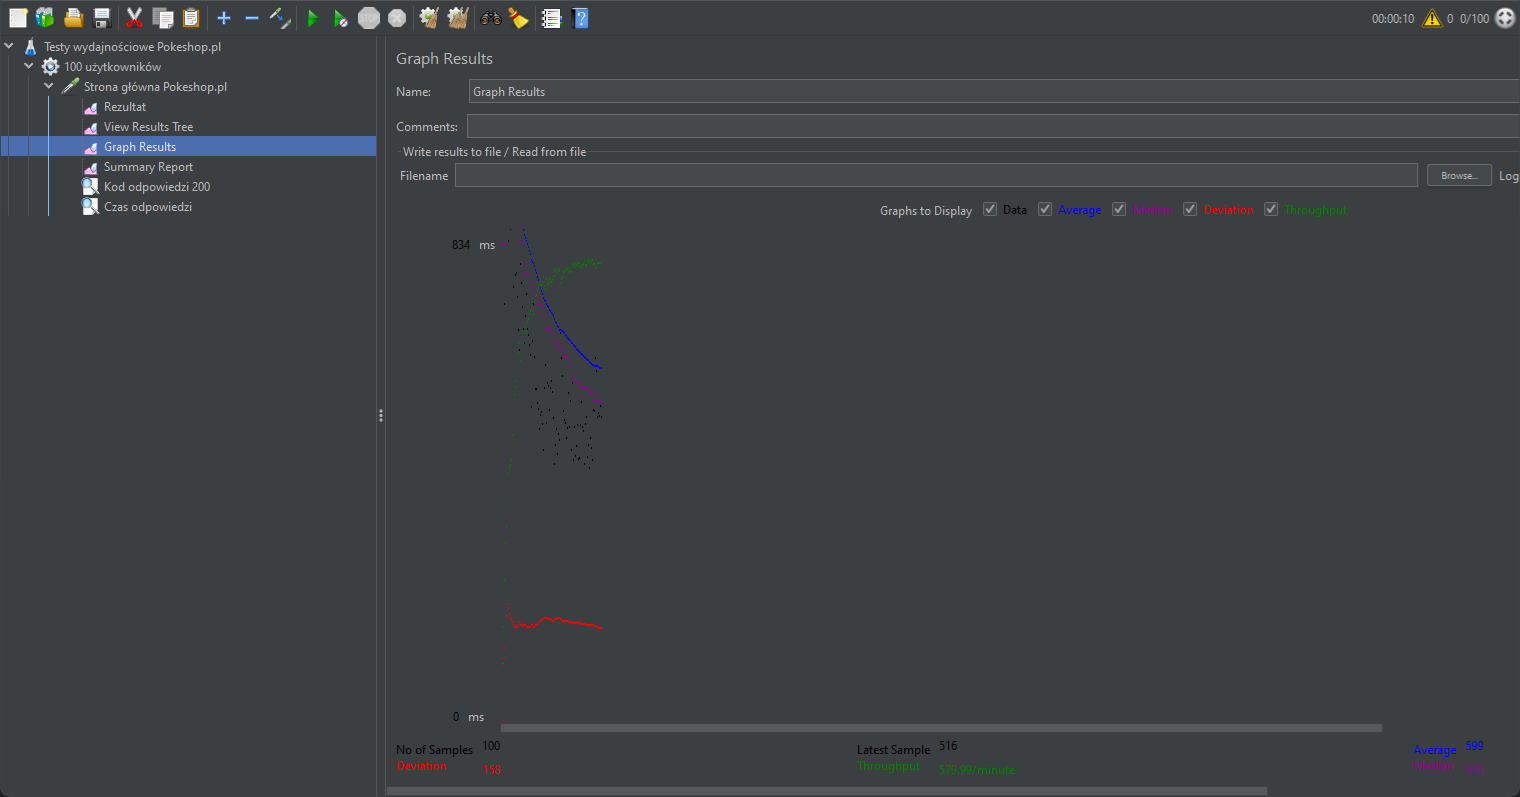 STOP
00:00:10 0 0/100
Testy wydajnościowe Pokeshop.pl
100 użytkowników
Strona główna Pokeshop.pl
Rezultat
View Results Tree
Graph Results
Summary Report
Kod odpowiedzi 200
Czas odpowiedzi
Graph Results
Name: Graph Results
Comments:
Write results to file / Read from file
Filename Browse... Log
Graphs to Display Data Average Median Deviation Throughput
834 ms
0 ms
No of Samples 100 Latest Sample 516 Average 599
Deviation 158 Throughput 579.99/minute Median